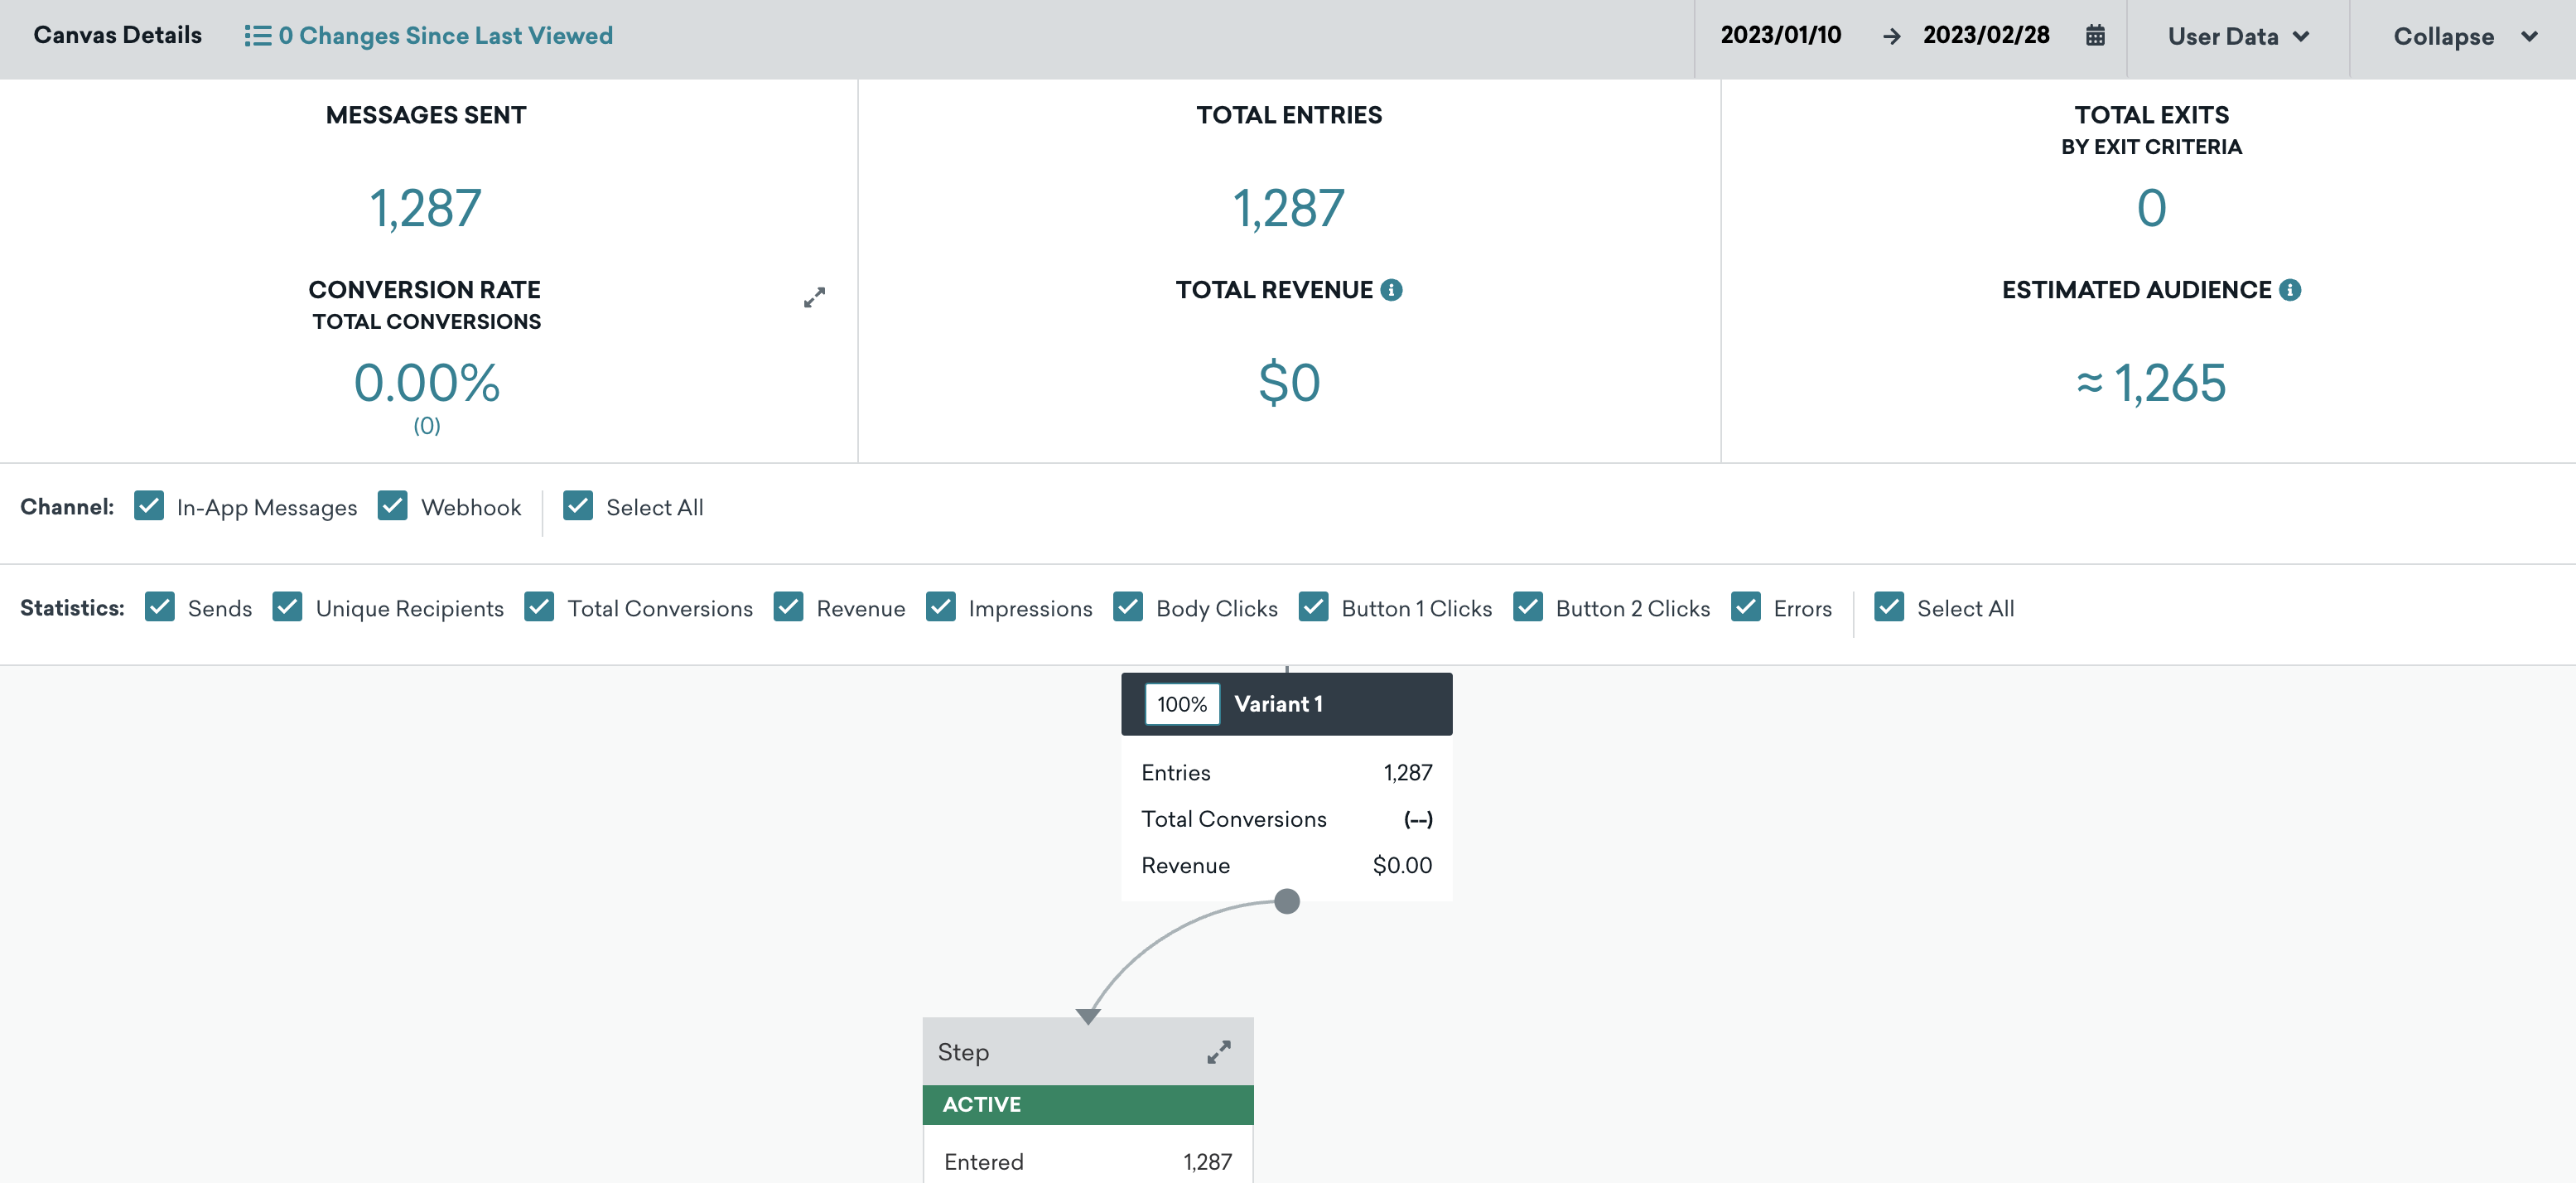 Canvas Details 0 Changes Since Last Viewed 2023/01/10 → 2023/02/28 User Data Collapse
MESSAGES SENT
1,287
CONVERSION RATE
TOTAL CONVERSIONS
0.00%
(0)
TOTAL ENTRIES
1,287
TOTAL REVENUE
$0
TOTAL EXITS
BY EXIT CRITERIA
0
ESTIMATED AUDIENCE
≈ 1,265
Channel: In-App Messages Webhook Select All
Statistics: Sends Unique Recipients Total Conversions Revenue Impressions Body Clicks Button 1 Clicks Button 2 Clicks Errors Select All
100% Variant 1
Entries 1,287
Total Conversions (--)
Revenue $0.00
Step
ACTIVE
Entered 1,287